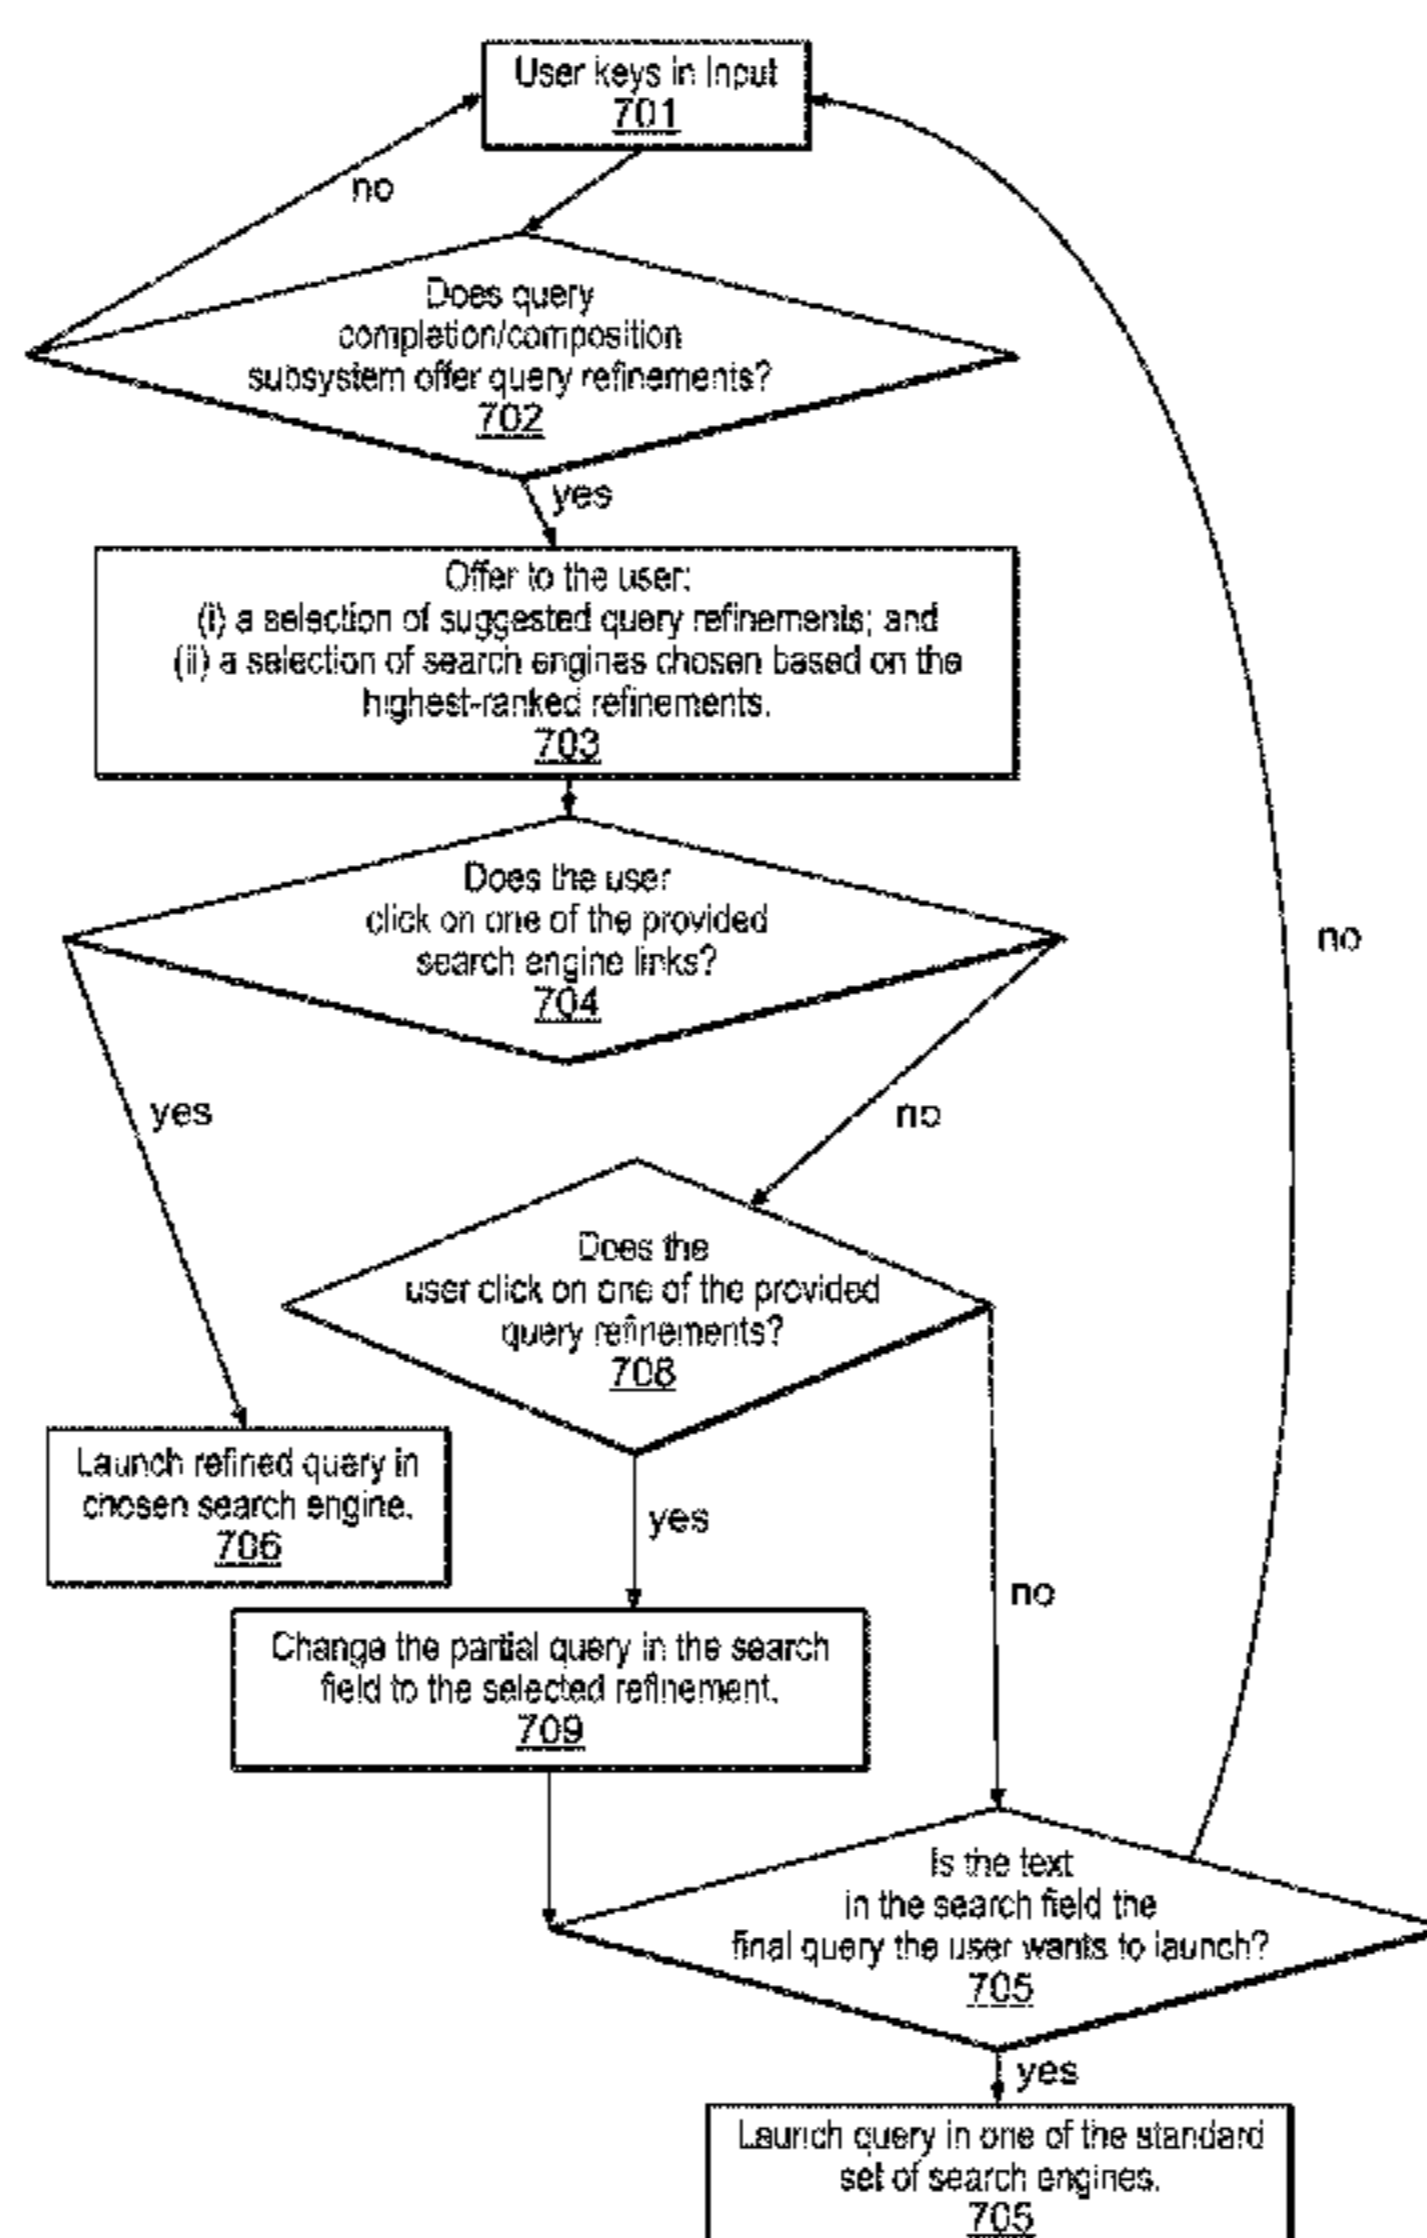 User keys in Input
701
no
Does query
completion/composition
subsystem offer query refinements?
702
yes
Offer to the user:
(i) a selection of suggested query refinements; and
(ii) a selection of search engines chosen based on the
highest-ranked refinements.
703
Does the user
click on one of the provided
search engine links?
704
no
yes
no
Does the
user click on one of the provided
query refinements?
708
Launch refined query in
chosen search engine.
706
yes
no
Change the partial query in the search
field to the selected refinement.
709
Is the text
in the search field the
final query the user wants to launch?
705
yes
Launch query in one of the standard
set of search engines.
705